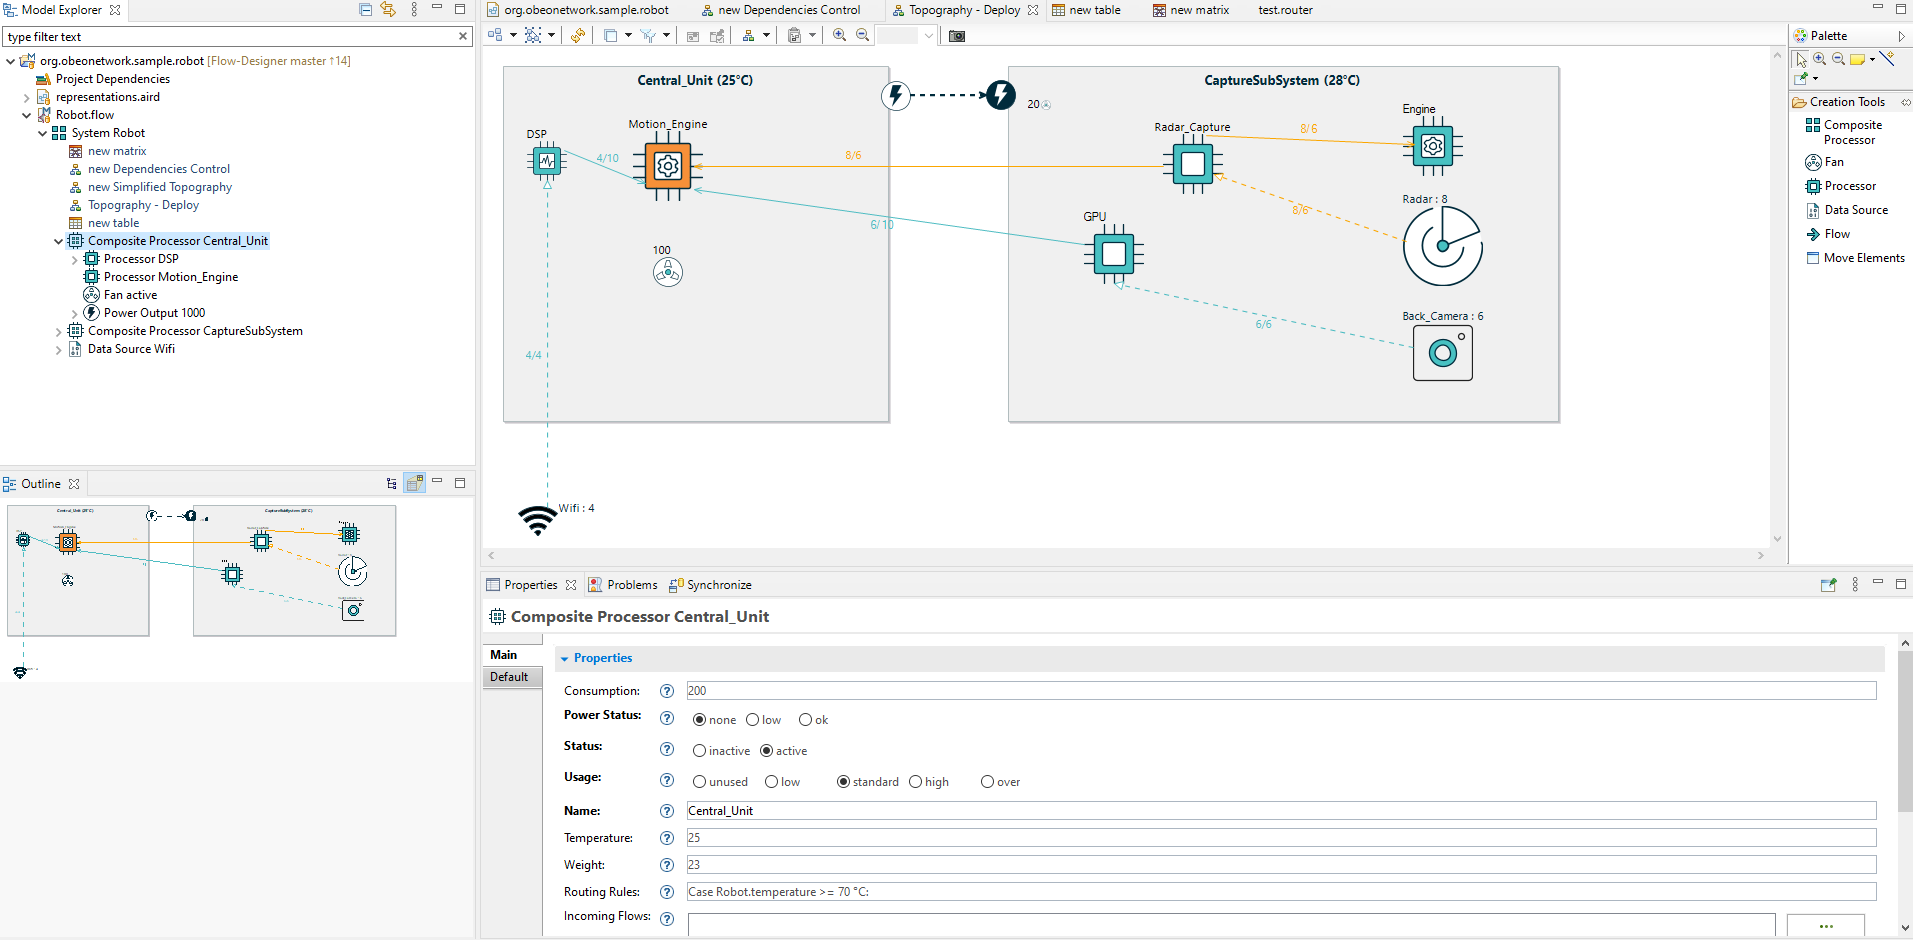 Model Explorer
type filter text
org.obeonetwork.sample.robot [Flow-Designer master ↑14]
Project Dependencies
representations.aird
Robot.flow
System Robot
new matrix
new Dependencies Control
new Simplified Topography
Topography - Deploy
new table
Composite Processor Central_Unit
Processor DSP
Processor Motion_Engine
Fan active
Power Output 1000
Composite Processor CaptureSubSystem
Data Source Wifi
Outline
Central_Unit (25°C)
CaptureSubSystem (28°C)
org.obeonetwork.sample.robot
new Dependencies Control
Topography - Deploy
new table
new matrix
test.router
Central_Unit (25°C)
DSP
Motion_Engine
4/10
8/6
100
6/10
4/4
Wifi : 4
CaptureSubSystem (28°C)
20
Radar_Capture
8/6
Engine
Radar : 8
8/6
GPU
6/6
Back_Camera : 6
Palette
Creation Tools
Composite
Processor
Fan
Processor
Data Source
Flow
Move Elements
Properties
Problems
Synchronize
Composite Processor Central_Unit
Main
Default
Properties
Consumption: 200
Power Status: none low ok
Status: inactive active
Usage: unused low standard high over
Name: Central_Unit
Temperature: 25
Weight: 23
Routing Rules: Case Robot.temperature >= 70 °C:
Incoming Flows:
...